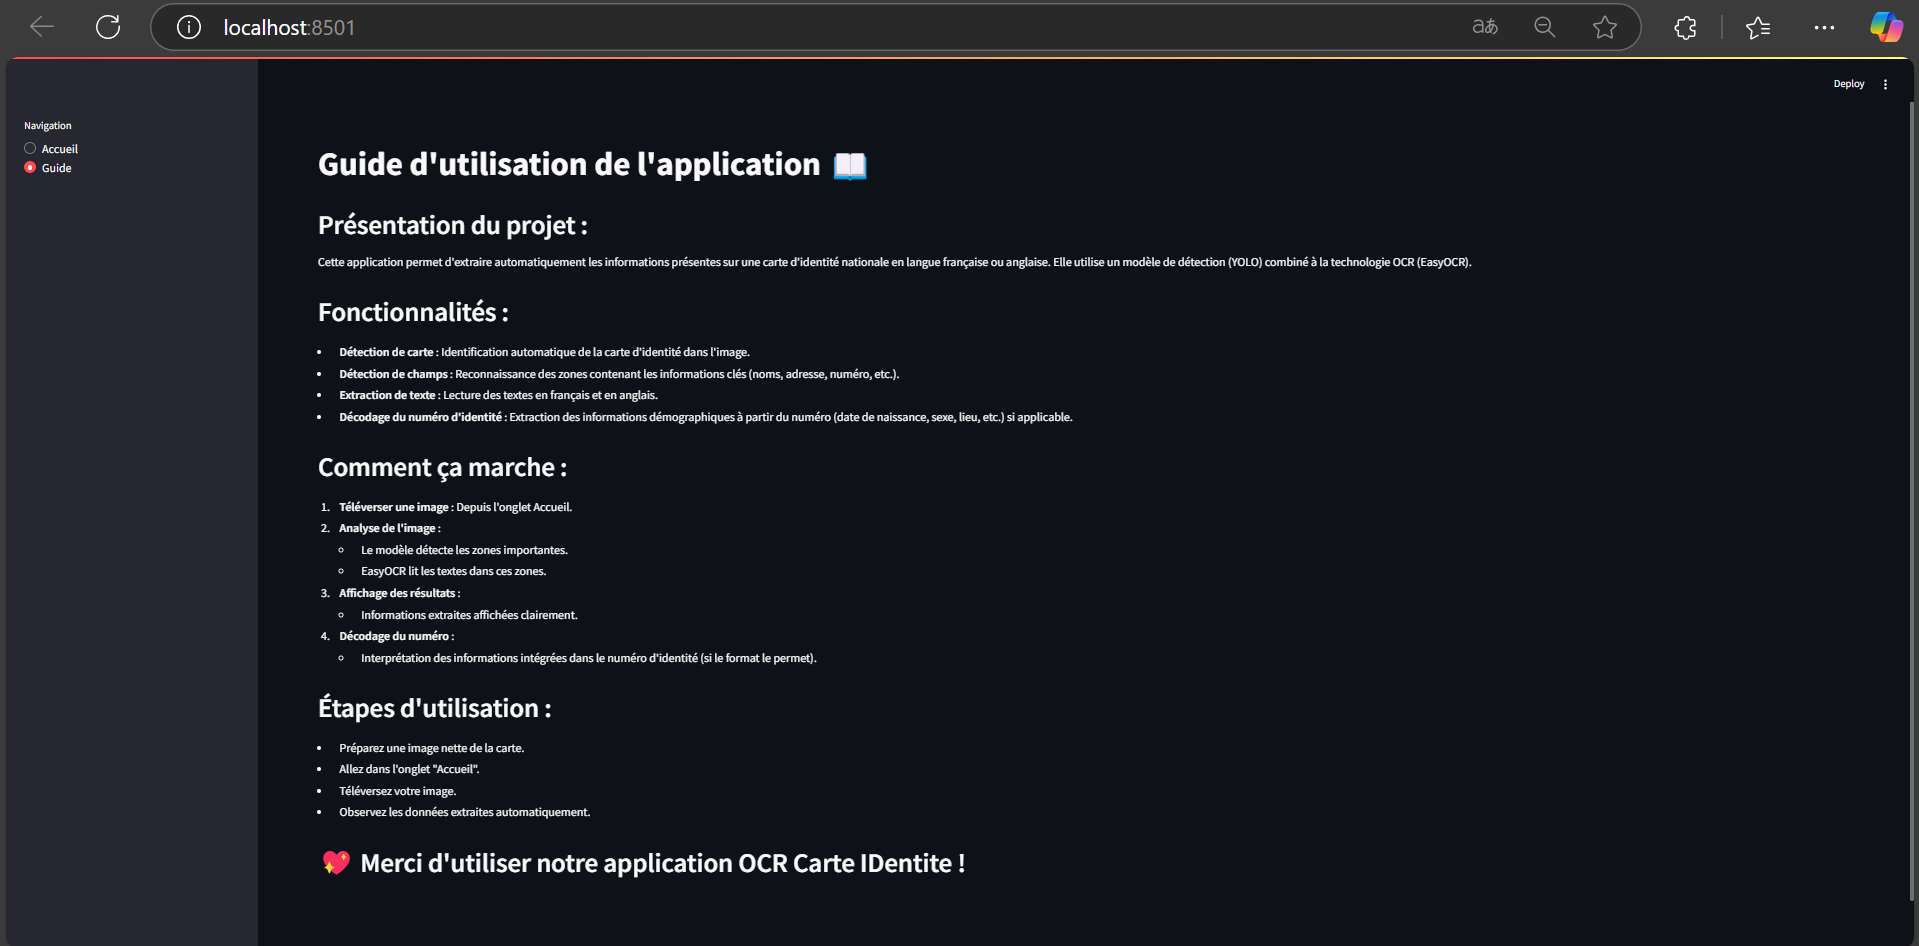 localhost:8501
aあ
Deploy
Navigation
Accueil
Guide
Guide d'utilisation de l'application
Présentation du projet :
Cette application permet d'extraire automatiquement les informations présentes sur une carte d'identité nationale en langue française ou anglaise. Elle utilise un modèle de détection (YOLO) combiné à la technologie OCR (EasyOCR).
Fonctionnalités :
• Détection de carte : Identification automatique de la carte d'identité dans l'image.
• Détection de champs : Reconnaissance des zones contenant les informations clés (noms, adresse, numéro, etc.).
• Extraction de texte : Lecture des textes en français et en anglais.
• Décodage du numéro d'identité : Extraction des informations démographiques à partir du numéro (date de naissance, sexe, lieu, etc.) si applicable.
Comment ça marche :
1. Téléverser une image : Depuis l'onglet Accueil.
2. Analyse de l'image :
◦ Le modèle détecte les zones importantes.
◦ EasyOCR lit les textes dans ces zones.
3. Affichage des résultats :
◦ Informations extraites affichées clairement.
4. Décodage du numéro :
◦ Interprétation des informations intégrées dans le numéro d'identité (si le format le permet).
Étapes d'utilisation :
• Préparez une image nette de la carte.
• Allez dans l'onglet "Accueil".
• Téléversez votre image.
• Observez les données extraites automatiquement.
💖 Merci d'utiliser notre application OCR Carte IDentite !